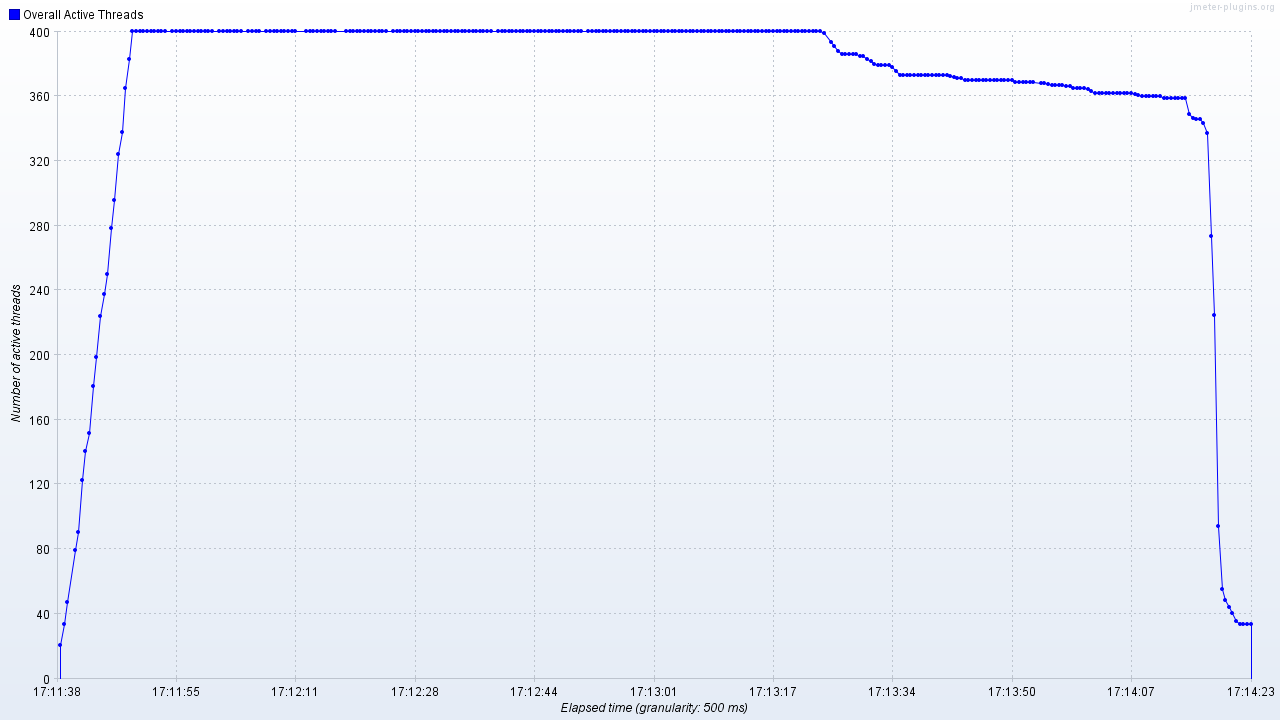 jmeter-plugins.org
Overall Active Threads
400
360
320
280
240
200
160
120
80
40
0
Number of active threads
17:11:38 17:11:55 17:12:11 17:12:28 17:12:44 17:13:01 17:13:17 17:13:34 17:13:50 17:14:07 17:14:23
Elapsed time (granularity: 500 ms)